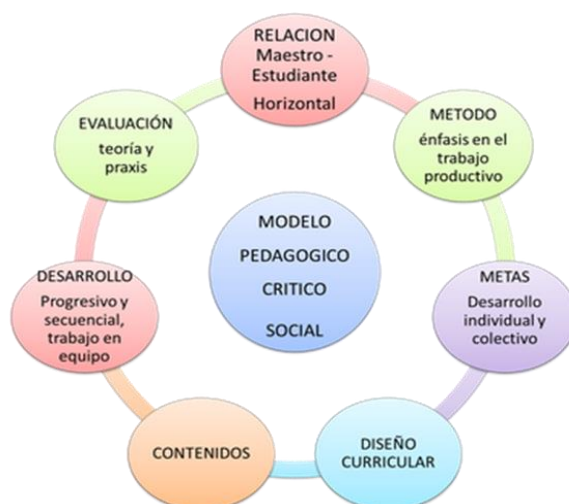 RELACION
Maestro -
Estudiante
Horizontal
METODO
énfasis en el
trabajo
productivo
METAS
Desarrollo
individual y
colectivo
DISEÑO
CURRICULAR
CONTENIDOS
DESARROLLO
Progresivo y
secuencial,
trabajo en
equipo
EVALUACIÓN
teoría y
praxis
MODELO
PEDAGOGICO
CRITICO
SOCIAL